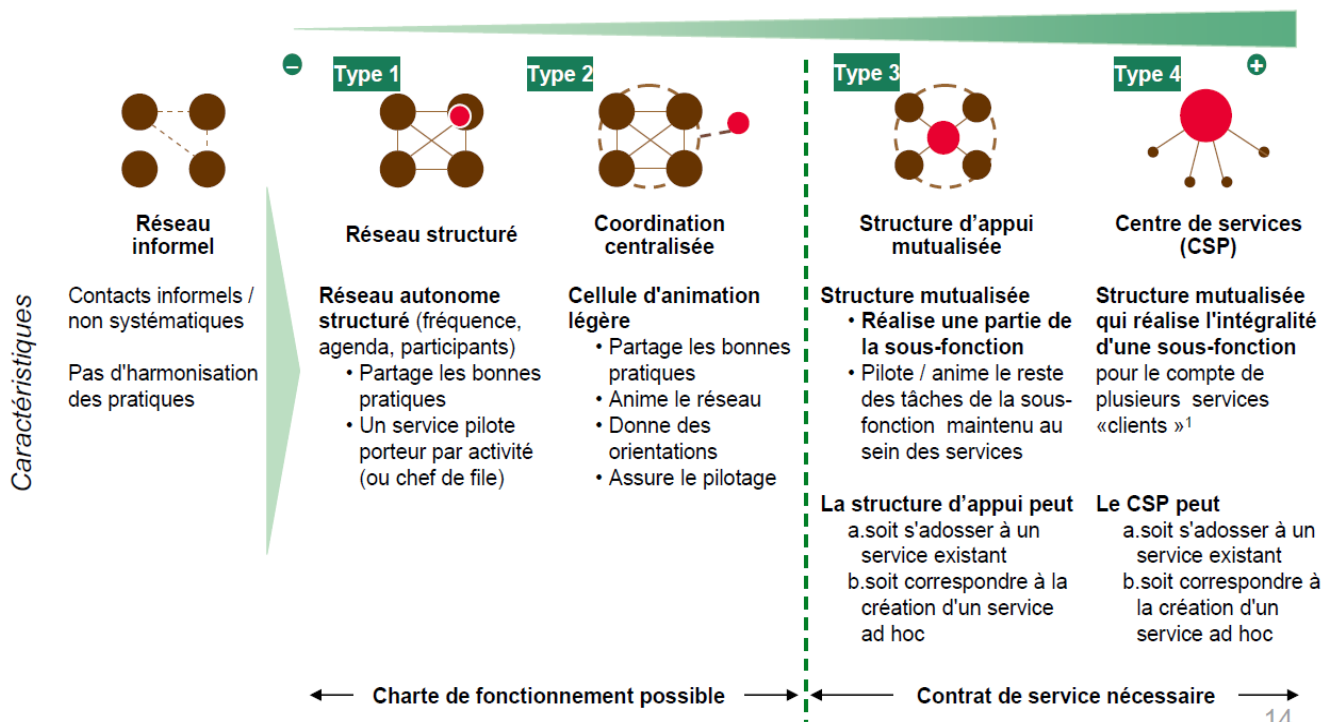 −
+
Type 1
Type 2
Type 3
Type 4
Réseau
informel
Réseau structuré
Coordination
centralisée
Structure d’appui
mutualisée
Centre de services
(CSP)
Caractéristiques
Contacts informels /
non systématiques
Pas d'harmonisation
des pratiques
Réseau autonome
structuré (fréquence,
agenda, participants)
• Partage les bonnes
pratiques
• Un service pilote
porteur par activité
(ou chef de file)
Cellule d'animation
légère
• Partage les bonnes
pratiques
• Anime le réseau
• Donne des
orientations
• Assure le pilotage
Structure mutualisée
• Réalise une partie de
la sous-fonction
• Pilote / anime le reste
des tâches de la sous-
fonction maintenu au
sein des services
La structure d’appui peut
a.soit s'adosser à un
service existant
b.soit correspondre à la
création d'un service
ad hoc
Structure mutualisée
qui réalise l'intégralité
d'une sous-fonction
pour le compte de
plusieurs services
«clients »1
Le CSP peut
a.soit s'adosser à un
service existant
b.soit correspondre à
la création d'un
service ad hoc
Charte de fonctionnement possible
Contrat de service nécessaire
14